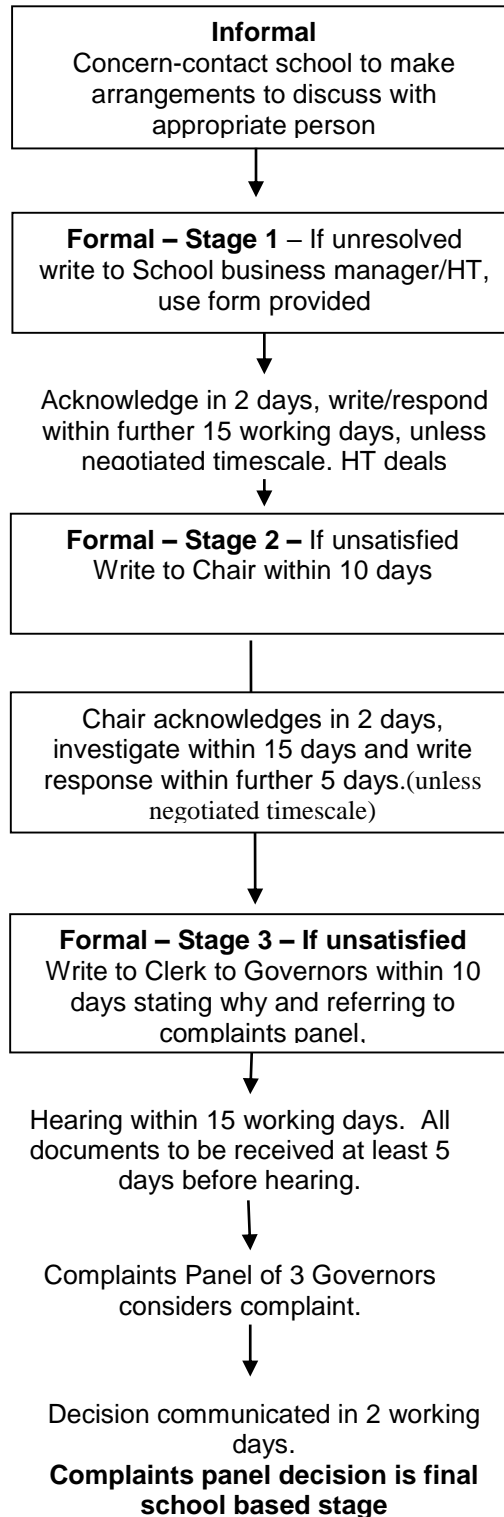 Informal
Concern-contact school to make
arrangements to discuss with
appropriate person
Formal – Stage 1 – If unresolved
write to School business manager/HT,
use form provided
Acknowledge in 2 days, write/respond
within further 15 working days, unless
negotiated timescale. HT deals
Formal – Stage 2 – If unsatisfied
Write to Chair within 10 days
Chair acknowledges in 2 days,
investigate within 15 days and write
response within further 5 days.(unless
negotiated timescale)
Formal – Stage 3 – If unsatisfied
Write to Clerk to Governors within 10
days stating why and referring to
complaints panel,
Hearing within 15 working days.  All
documents to be received at least 5
days before hearing.
Complaints Panel of 3 Governors
considers complaint.
Decision communicated in 2 working
days.
Complaints panel decision is final
school based stage